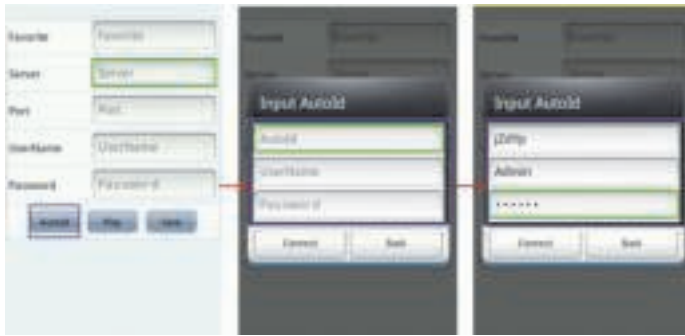 Favorite Favorite
Server Server
Port Port
UserName UserName
Password Password
AutoId Play Save
Input AutoId
AutoId
UserName
Password
Connect Back
Input AutoId
Admin
••••••
Connect Back